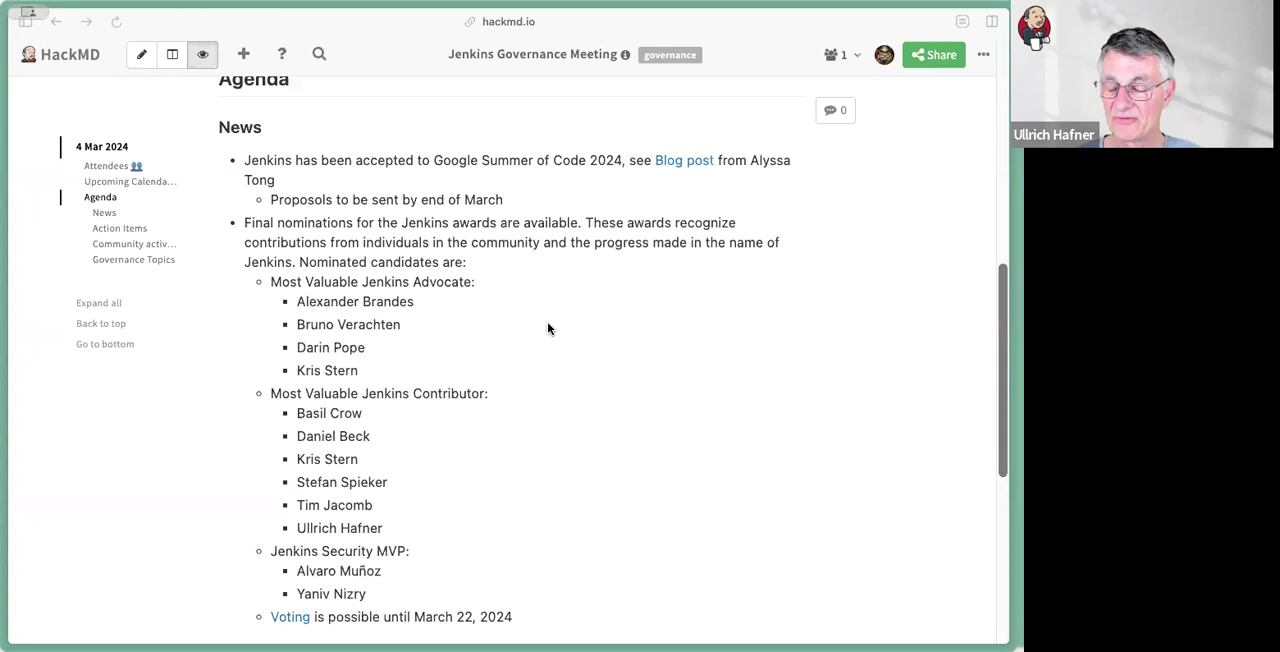 hackmd.io
HackMD
Jenkins Governance Meeting
governance
1
Share
Ullrich Hafner
Agenda
0
News
4 Mar 2024
Attendees
Upcoming Calenda…
Agenda
News
Action Items
Community activ…
Governance Topics
Expand all
Back to top
Go to bottom
Jenkins has been accepted to Google Summer of Code 2024, see Blog post from Alyssa
Tong
Proposals to be sent by end of March
Final nominations for the Jenkins awards are available. These awards recognize
contributions from individuals in the community and the progress made in the name of
Jenkins. Nominated candidates are:
Most Valuable Jenkins Advocate:
Alexander Brandes
Bruno Verachten
Darin Pope
Kris Stern
Most Valuable Jenkins Contributor:
Basil Crow
Daniel Beck
Kris Stern
Stefan Spieker
Tim Jacomb
Ullrich Hafner
Jenkins Security MVP:
Alvaro Muñoz
Yaniv Nizry
Voting is possible until March 22, 2024